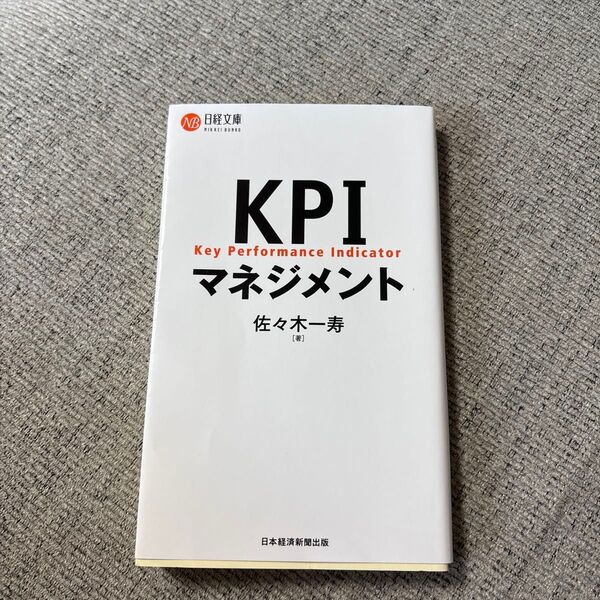 NB 日経文庫
NIKKEI BUNKO
KPI
Key Performance Indicator
マネジメント
佐々木一寿
[著]
日本経済新聞出版